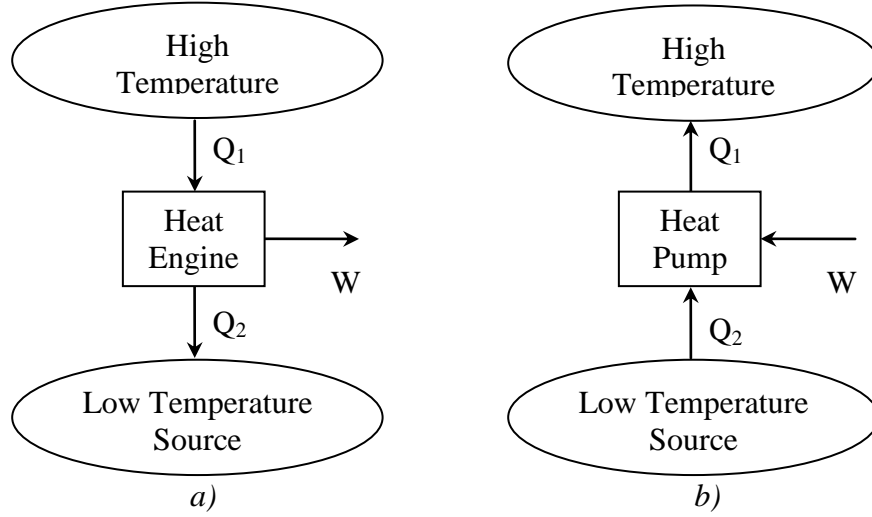 High
Temperature
Q₁
Heat
Engine
W
Q₂
Low Temperature
Source
a)
High
Temperature
Q₁
Heat
Pump
W
Q₂
Low Temperature
Source
b)